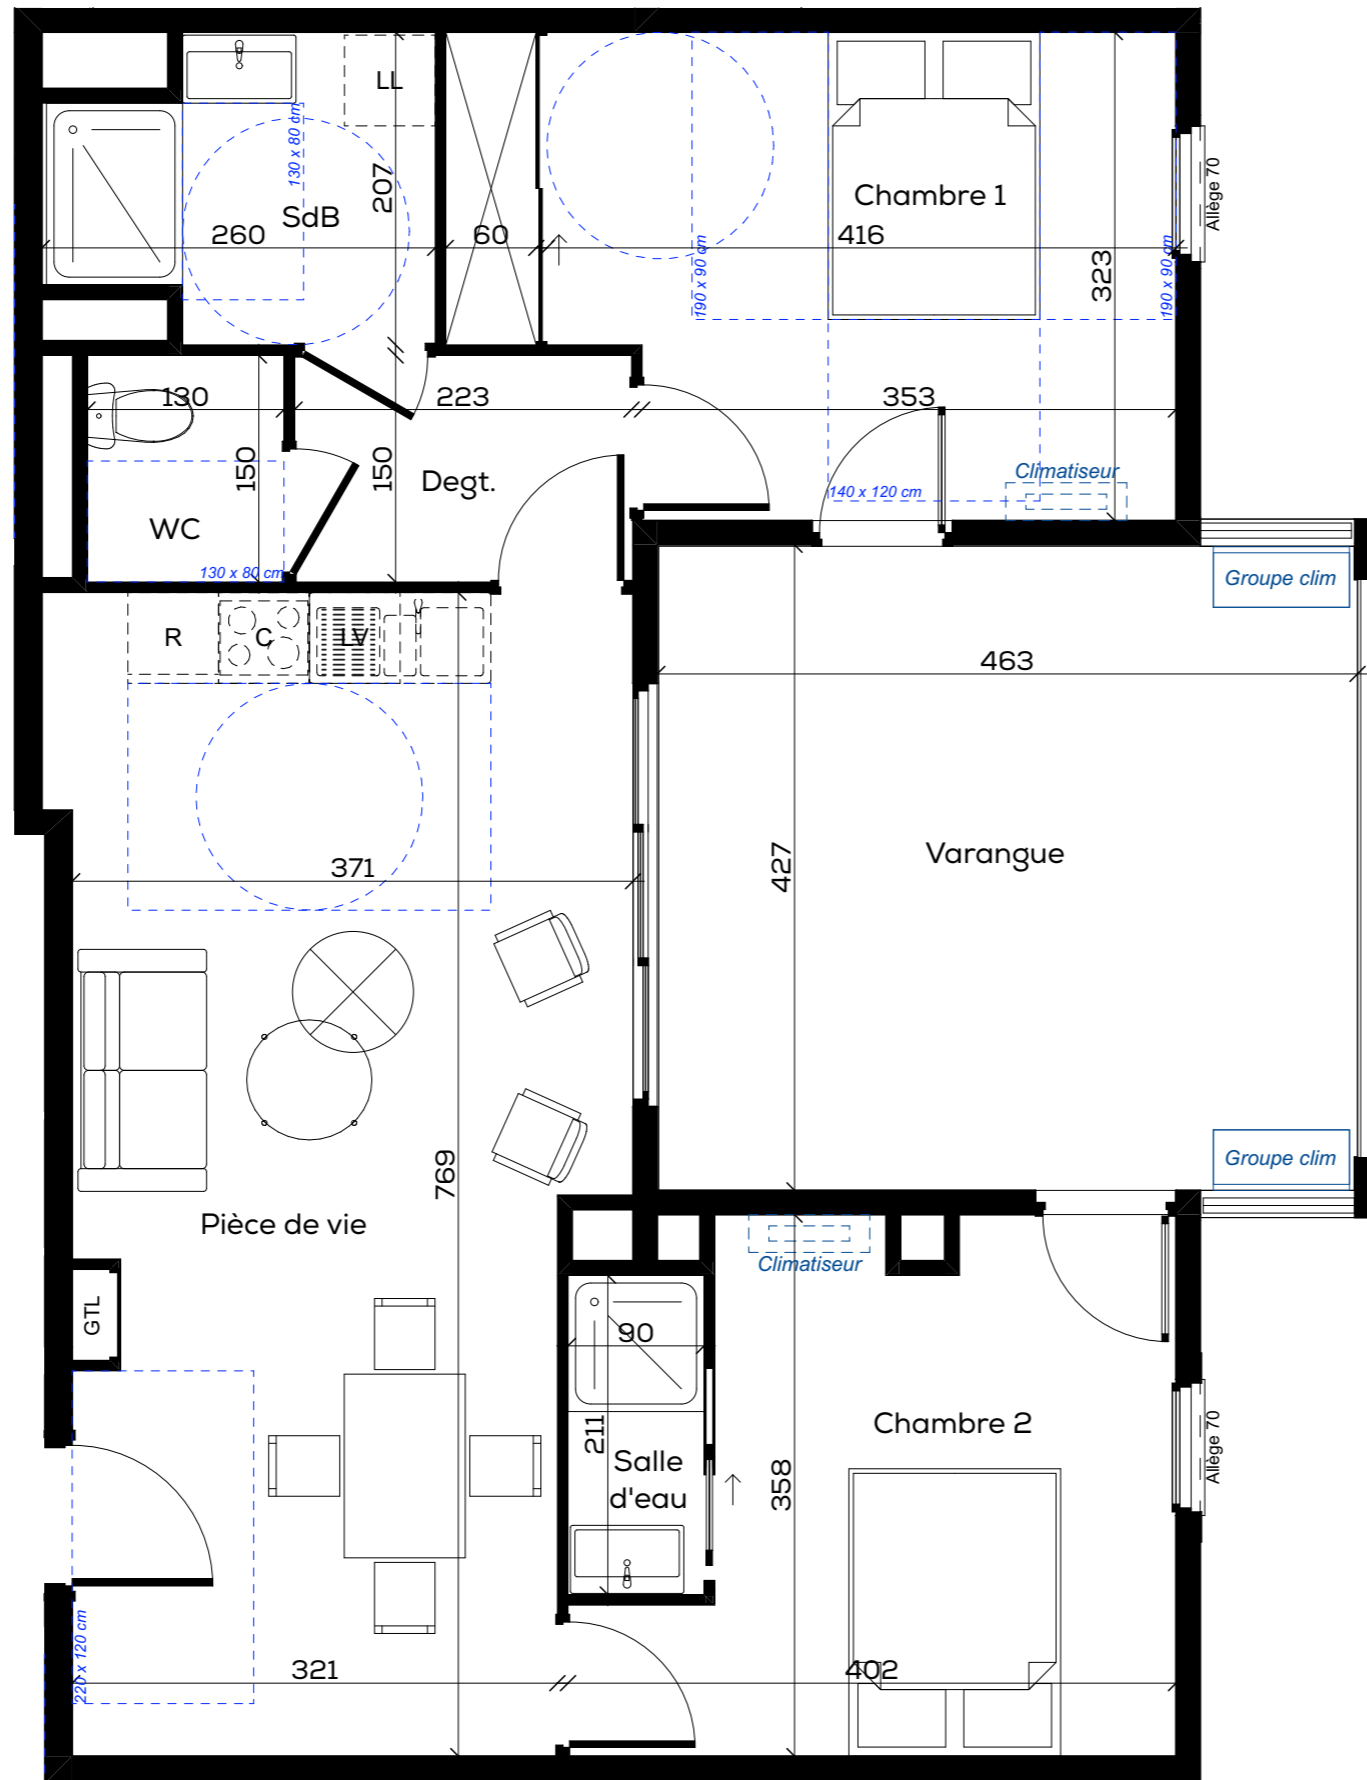 LL
130 x 80 cm
207
SdB
260
60
Chambre 1
416
Allège 70
190 x 90 cm
190 x 90 cm
323
130
223
353
150
150
Degt.
Climatiseur
140 x 120 cm
WC
130 x 80 cm
Groupe clim
R
C
LV
463
371
427
Varangue
769
Groupe clim
Pièce de vie
Climatiseur
GTL
90
211
Salle
d'eau
358
Chambre 2
Allège 70
220 x 120 cm
321
402